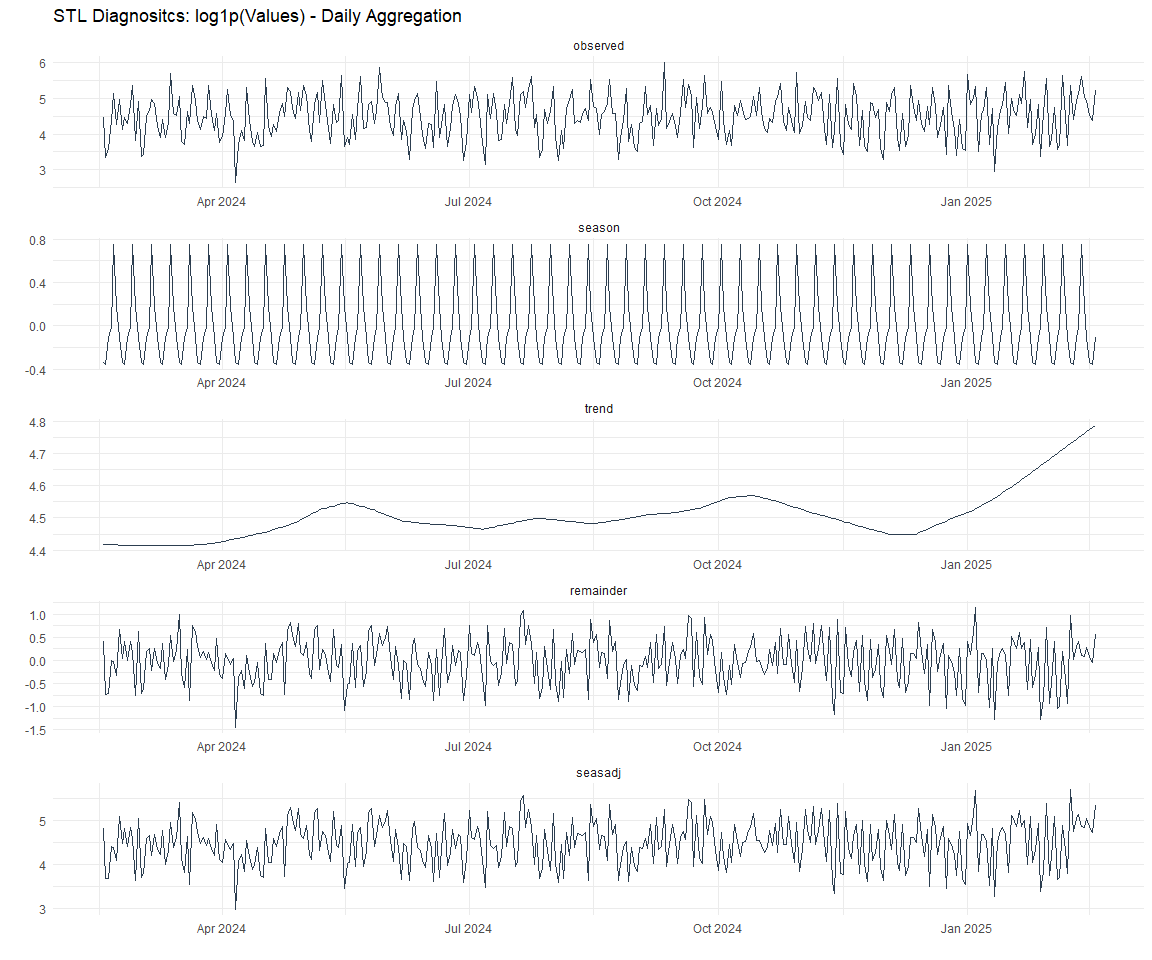 STL Diagnositcs: log1p(Values) - Daily Aggregation
observed
6
5
4
3
Apr 2024 Jul 2024 Oct 2024 Jan 2025
season
0.8
0.4
0.0
-0.4
Apr 2024 Jul 2024 Oct 2024 Jan 2025
trend
4.8
4.7
4.6
4.5
4.4
Apr 2024 Jul 2024 Oct 2024 Jan 2025
remainder
1.0
0.5
0.0
-0.5
-1.0
-1.5
Apr 2024 Jul 2024 Oct 2024 Jan 2025
seasadj
5
4
3
Apr 2024 Jul 2024 Oct 2024 Jan 2025